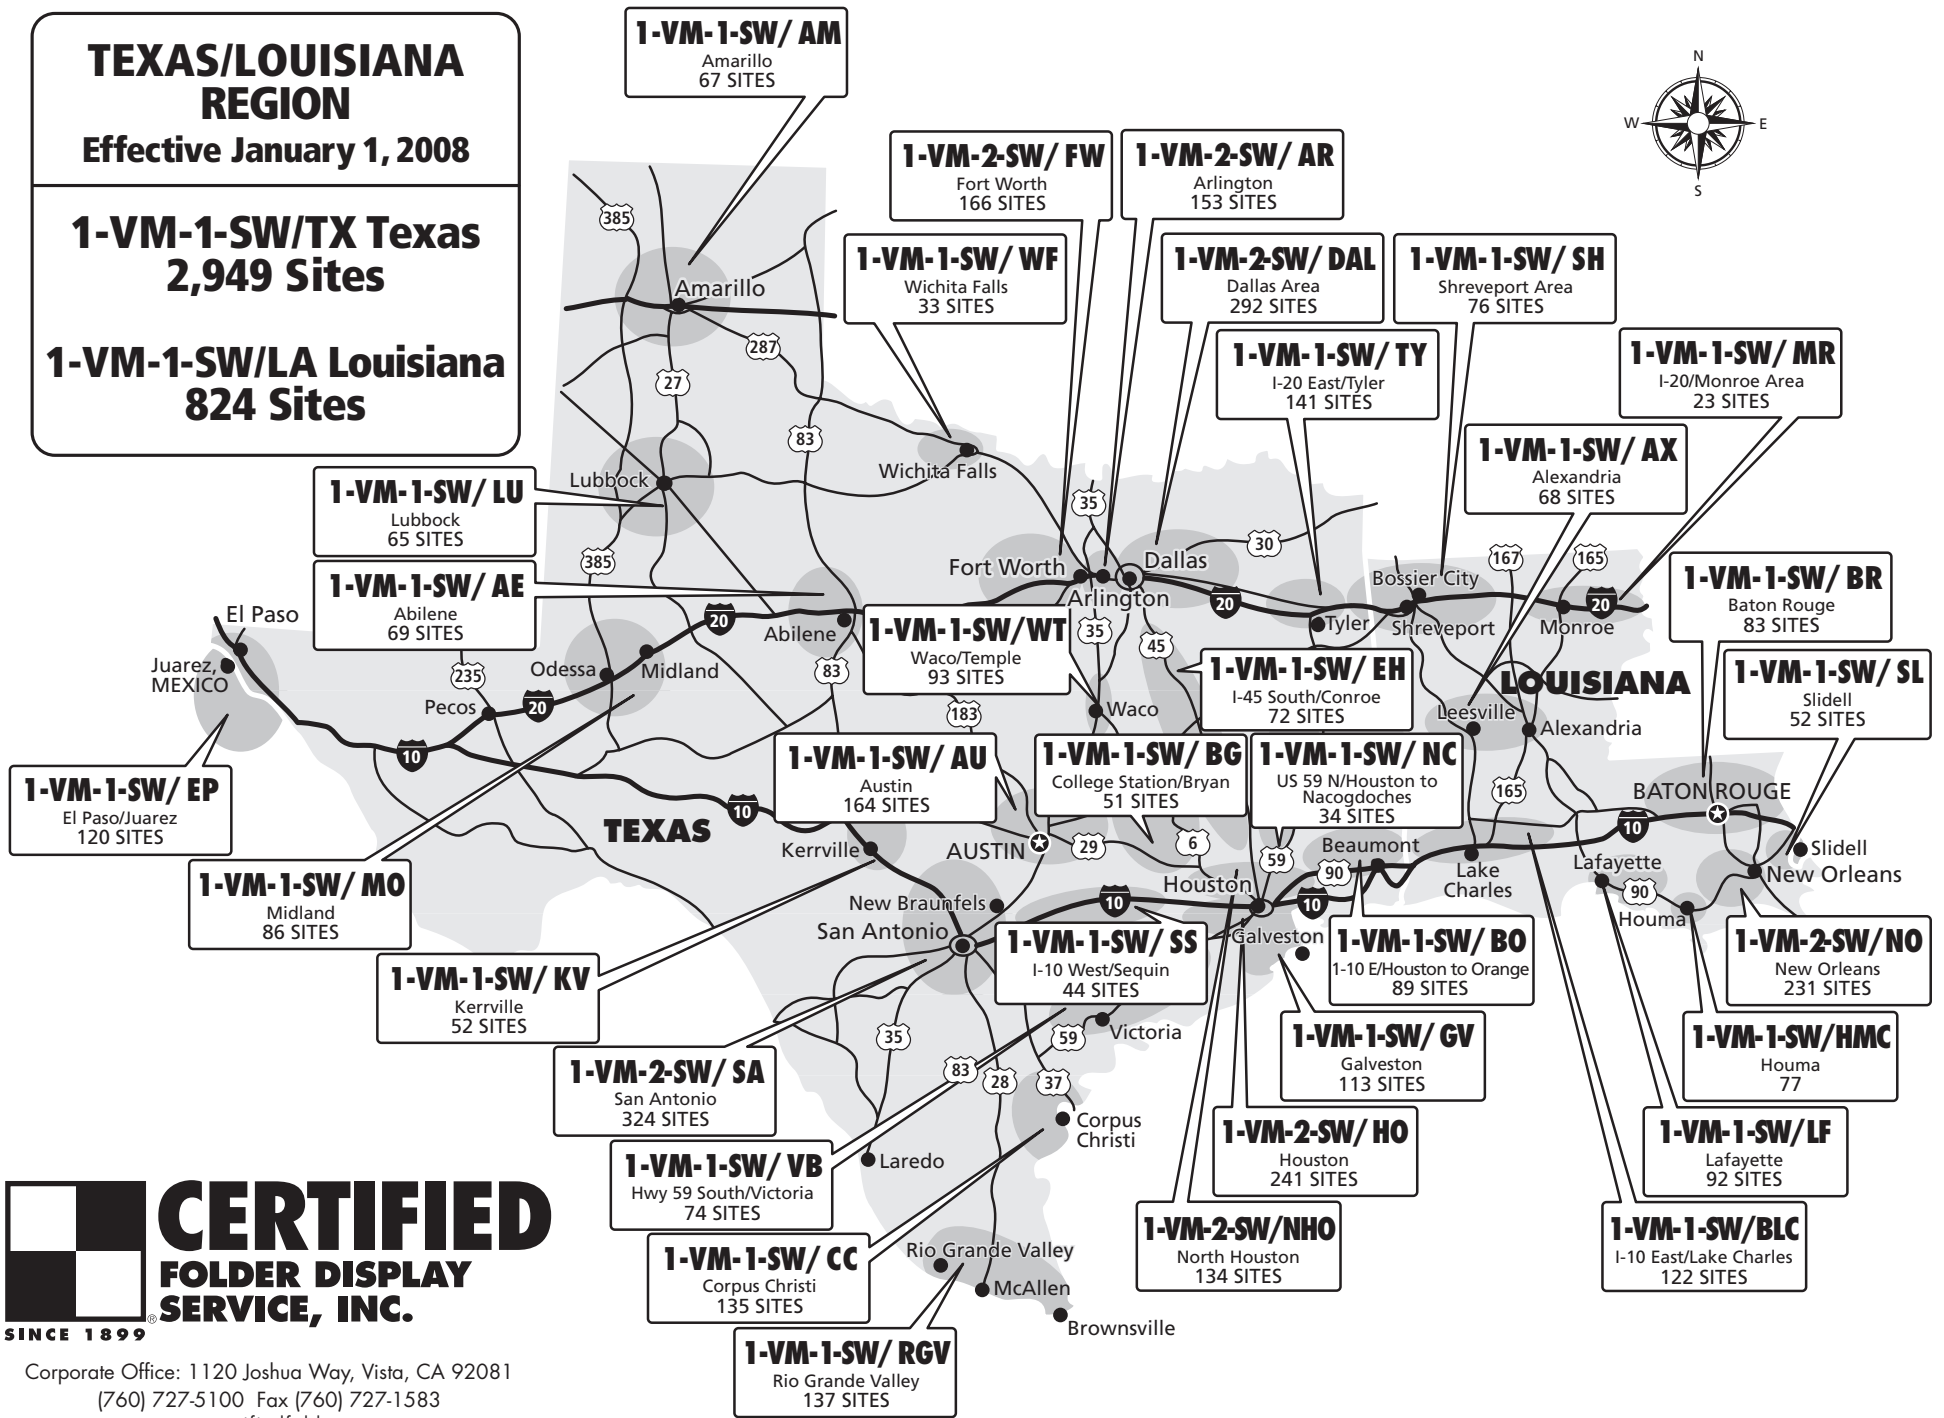 TEXAS/LOUISIANA
REGION
Effective January 1, 2008
1-VM-1-SW/TX Texas
2,949 Sites
1-VM-1-SW/LA Louisiana
824 Sites
1-VM-1-SW/ AM
Amarillo
67 SITES
N
W
E
S
1-VM-2-SW/ FW
Fort Worth
166 SITES
1-VM-2-SW/ AR
Arlington
153 SITES
1-VM-1-SW/ WF
Wichita Falls
33 SITES
1-VM-2-SW/ DAL
Dallas Area
292 SITES
1-VM-1-SW/ SH
Shreveport Area
76 SITES
1-VM-1-SW/ TY
I-20 East/Tyler
141 SITES
1-VM-1-SW/ MR
I-20/Monroe Area
23 SITES
1-VM-1-SW/ AX
Alexandria
68 SITES
1-VM-1-SW/ LU
Lubbock
65 SITES
1-VM-1-SW/ AE
Abilene
69 SITES
1-VM-1-SW/WT
Waco/Temple
93 SITES
1-VM-1-SW/ EH
I-45 South/Conroe
72 SITES
1-VM-1-SW/ BR
Baton Rouge
83 SITES
1-VM-1-SW/ SL
Slidell
52 SITES
1-VM-1-SW/ EP
El Paso/Juarez
120 SITES
1-VM-1-SW/ AU
Austin
164 SITES
1-VM-1-SW/ BG
College Station/Bryan
51 SITES
1-VM-1-SW/ NC
US 59 N/Houston to
Nacogdoches
34 SITES
1-VM-1-SW/ MO
Midland
86 SITES
1-VM-1-SW/ KV
Kerrville
52 SITES
1-VM-1-SW/ SS
I-10 West/Sequin
44 SITES
1-VM-1-SW/ BO
1-10 E/Houston to Orange
89 SITES
1-VM-2-SW/NO
New Orleans
231 SITES
1-VM-2-SW/ SA
San Antonio
324 SITES
1-VM-1-SW/ GV
Galveston
113 SITES
1-VM-1-SW/HMC
Houma
77
1-VM-1-SW/ VB
Hwy 59 South/Victoria
74 SITES
1-VM-2-SW/ HO
Houston
241 SITES
1-VM-1-SW/LF
Lafayette
92 SITES
1-VM-1-SW/ CC
Corpus Christi
135 SITES
1-VM-2-SW/NHO
North Houston
134 SITES
1-VM-1-SW/BLC
I-10 East/Lake Charles
122 SITES
1-VM-1-SW/ RGV
Rio Grande Valley
137 SITES
385
Amarillo
287
27
83
Wichita Falls
Lubbock
35
385
30
Fort Worth
Dallas
Arlington
167
165
Bossier City
20
20
20
El Paso
Abilene
Tyler
Shreveport
Monroe
35
45
Juarez,
MEXICO
235
Odessa
Midland
83
LOUISIANA
Pecos
20
183
Waco
Leesville
Alexandria
10
10
165
BATON ROUGE
TEXAS
10
Kerrville
AUSTIN
29
6
59
Beaumont
90
Lake
Charles
Lafayette
Slidell
New Orleans
Houston
90
New Braunfels
10
10
Houma
San Antonio
Galveston
35
59
Victoria
83
28
37
Corpus
Christi
Laredo
Rio Grande Valley
McAllen
Brownsville
CERTIFIED
FOLDER DISPLAY
SERVICE, INC.
®
SINCE 1899
Corporate Office: 1120 Joshua Way, Vista, CA 92081
(760) 727-5100 Fax (760) 727-1583